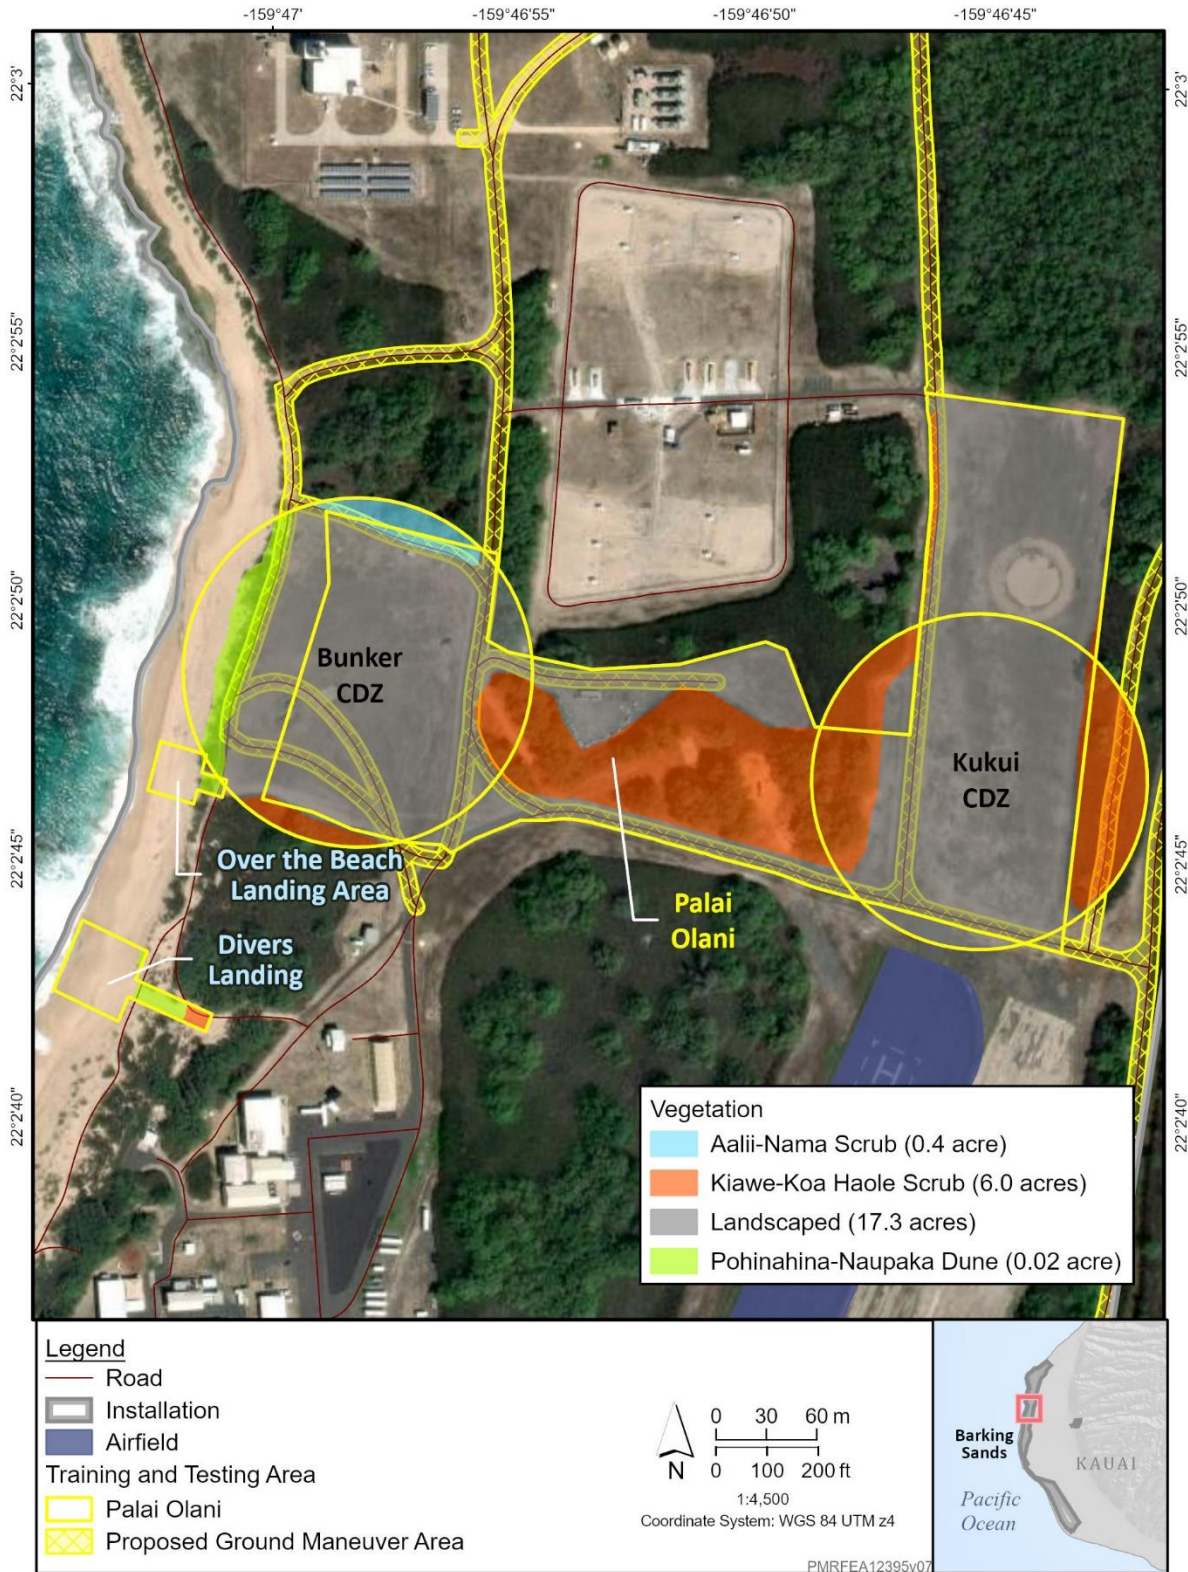 -159°47'
-159°46'55"
-159°46'50"
-159°46'45"
22°3'
22°3'
22°2'55"
22°2'55"
22°2'50"
22°2'50"
Bunker
CDZ
Kukui
CDZ
22°2'45"
22°2'45"
Over the Beach
Landing Area
Palai
Olani
Divers
Landing
H
22°2'40"
22°2'40"
Vegetation
Aalii-Nama Scrub (0.4 acre)
Kiawe-Koa Haole Scrub (6.0 acres)
Landscaped (17.3 acres)
Pohinahina-Naupaka Dune (0.02 acre)
Legend
Road
Installation
Airfield
Training and Testing Area
Palai Olani
Proposed Ground Maneuver Area
N
0 30 60 m
0 100 200 ft
1:4,500
Coordinate System: WGS 84 UTM z4
PMRFEA12395v07
Barking
Sands
KAUAI
Pacific
Ocean